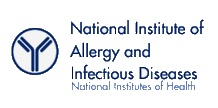 National Institute of
Allergy and
Infectious Diseases
National Institutes of Health